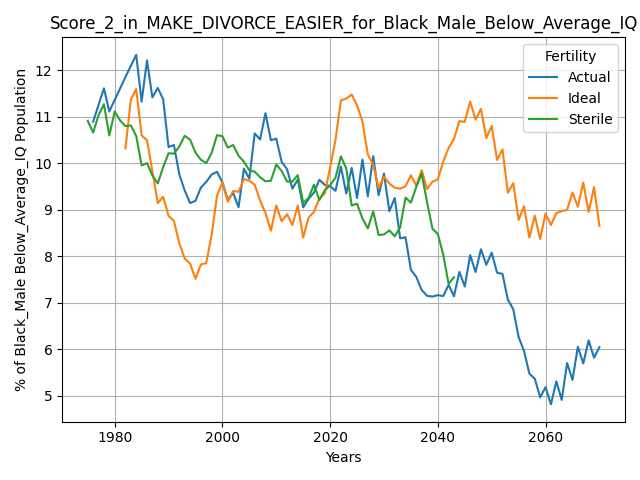 Score_2_in_MAKE_DIVORCE_EASIER_for_Black_Male_Below_Average_IQ
Fertility
Actual
Ideal
Sterile
% of Black_Male Below_Average_IQ Population
12
11
10
9
8
7
6
5
1980 2000 2020 2040 2060
Years